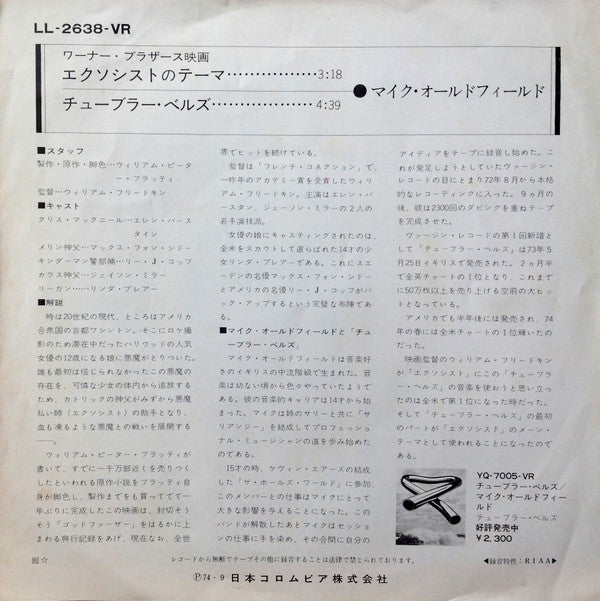 LL-2638-VR
ワーナー・ブラザース映画
エクソシストのテーマ……………3:18
チューブラー・ベルズ………………4:39
●マイク・オールドフィールド
■スタッフ
製作・原作・脚色…ウィリアム・ピーター・ブラッティ
監督…ウィリアム・フリードキン
■キャスト
クリス・マックニール…エレン・バースタイン
メリン神父…マックス・フォン・シドー
キンダーマン警部補…リー・J・コッブ
カラス神父…ジェイソン・ミラー
リーガン……リンダ・ブレアー
■解説
時は20世紀の現代、ところはアメリカ
合衆国の首都ワシントン。そこにロケ撮
影のため滞在中だったハリウッドの人気
女優の12歳になる娘に悪魔がとりついた。
誰も最初は信じられなかったこの悪魔の
存在を、可憐な少女の体内から追放する
ため、カトリックの神父がみずから悪魔
払い師(エクソシスト)の助手となり、
血も凍るような悪魔との戦いを展開する
──。
ウィリアム・ピーター・ブラッティが
書いて、すでに一千万部近くを売りつく
したといわれる原作小説をブラッティ自
身が脚色し、製作までをも買ってでて一
年ぶりに完成したこの映画は、封切そう
そう「ゴッドファーザー」をはるかに上
まわる興行記録をあげ、現在なお、全世
界でヒットを続けている。
監督は「フレンチ・コネクション」で、
一昨年のアカデミー賞を受賞したウィリ
アム・フリードキン。主演はエレン・バ
ースタン、ジェーソン・ミラーの2人の
若手演技派。
女優の娘にキャスティングされたのは、
全米をスカウトして選らばれた14才の少
女リンダ・ブレアーである。これにスエ
ーデンの名優マックス・フォン・シドー
とアメリカの名優リー・J・コッブがバ
ック・アップするという完璧な布陣であ
る。
■マイク・オールドフィールドと「チュ
ーブラー・ベルズ」
マイク・オールドフィールドは音楽好
きのイギリスの中流階級で生まれた。音
楽は幼ない頃から色々やっていたようで
ある。彼の音楽的キャリアは14才から始
まった。マイクは姉のサリーと共に「サ
リアンジー」を結成してプロフェッショ
ナル・ミュージシャンの道を歩み始めた
のである。
15才の時、ケヴィン・エアーズの結成し
た「ザ・ホールズ・ワールド」に参加、
このメンバーとの仕事はマイクにとって
大きな影響を与えることになった。この
バンドが解散したあとマイクはセッショ
ンの仕事に手を染め、その合間に自分の
アイディアをテープに録音し始めた。こ
れが発足しようとしていたヴァージン・
レコードの目にとまり72年8月から本格
的なレコーディングに入った。9ヵ月の
後、彼は2300回のダビングを重ねテープ
を完成させた。
ヴァージン・レコードの第1回新譜と
して「チューブラー・ベルズ」は73年5
月25日イギリスで発売された。2ヵ月半
で全英チャートの1位となり、これまで
に50万枚以上を売り上げる空前の大ヒッ
トとなっている。
アメリカでも半年後には発売され、74
年の春には全米チャートの1位輝いたの
だった。
映画監督のウィリアム・フリードキン
が「エクソシスト」にこの「チューブラ
ー・ベルズ」の音楽を使おうと思い立っ
たのは全米で第1位になった時だった。
そして「チューブラー・ベルズ」の最初
のパートが「エクソシスト」のメーン・
テーマとして使われることになったので
ある。
YQ-7005-VR
チューブラー・ベルズ/
マイク・オールドフィー
ルド
チューブラー・ベルズ
好評発売中
¥2,300
レコードから無断でテープその他に録音することは法律で禁じられております。
◀録音特性:RIAA▶
Ⓟ74・9 日本コロムビア株式会社